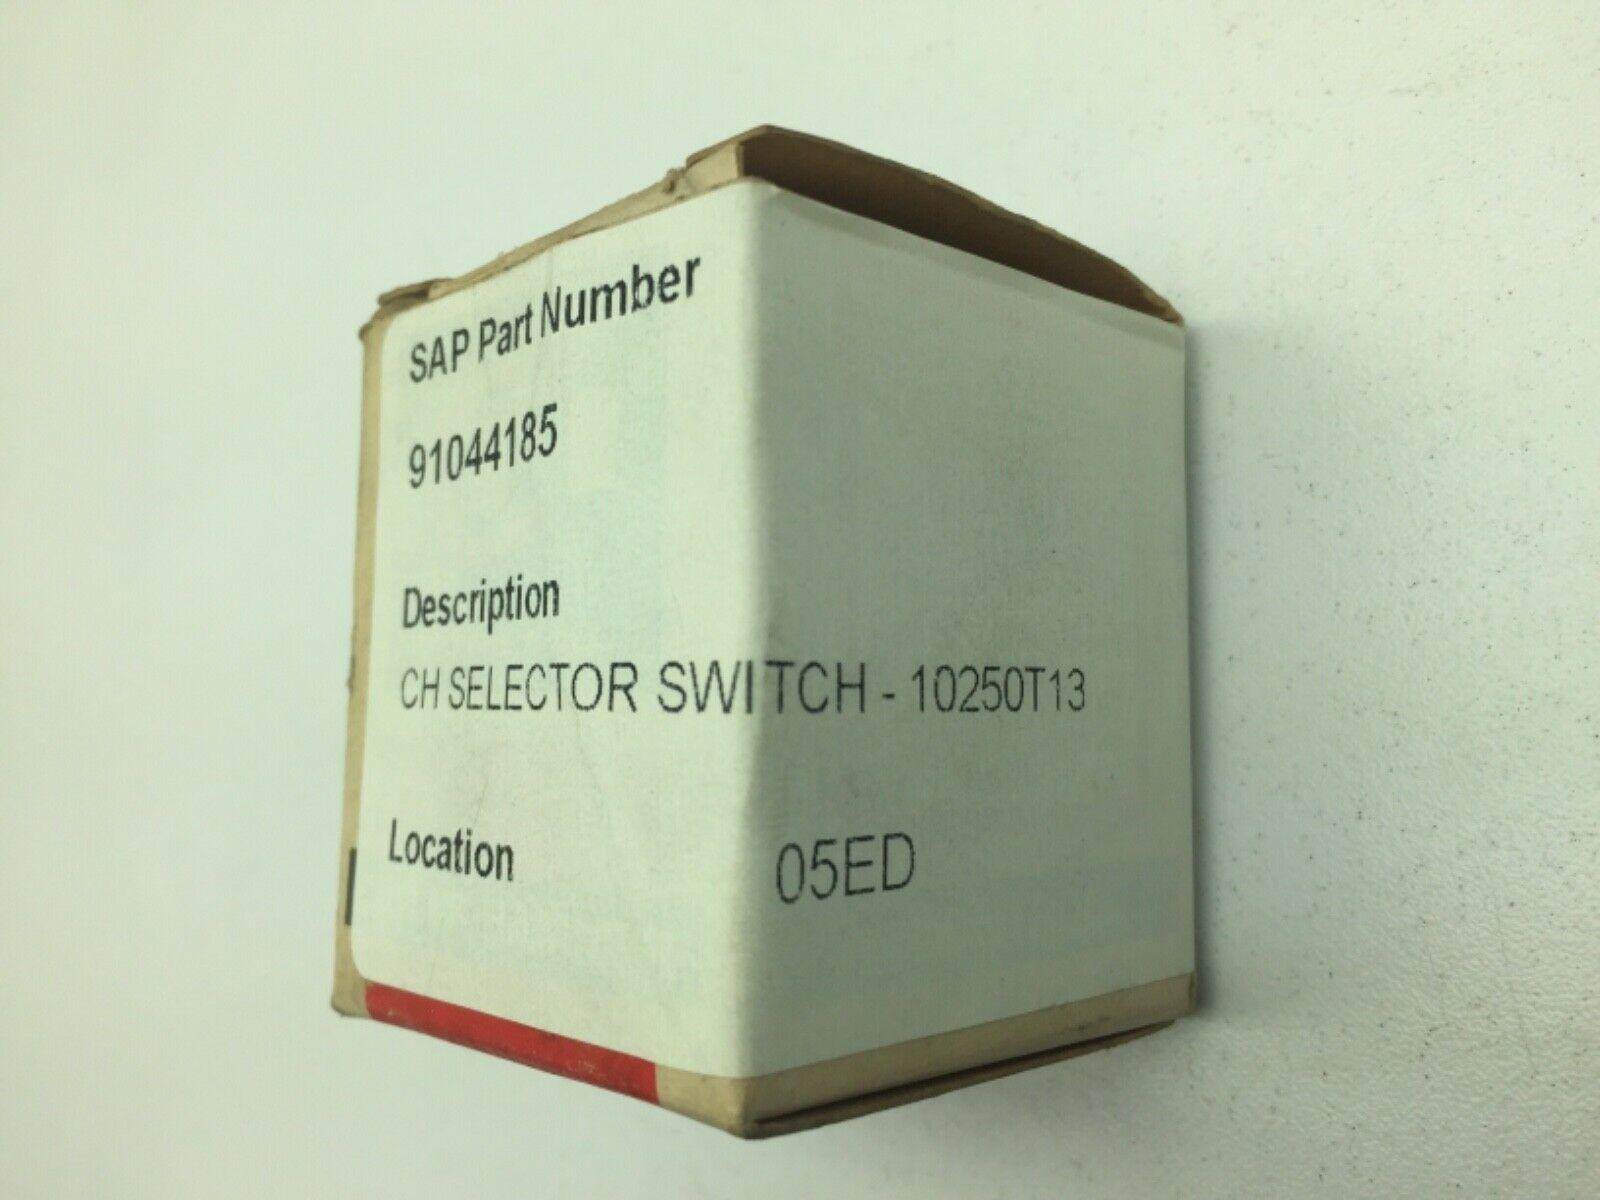 SAP Part Number
91044185
Description
CH SELECTOR SWITCH - 10250T13
Location 05ED